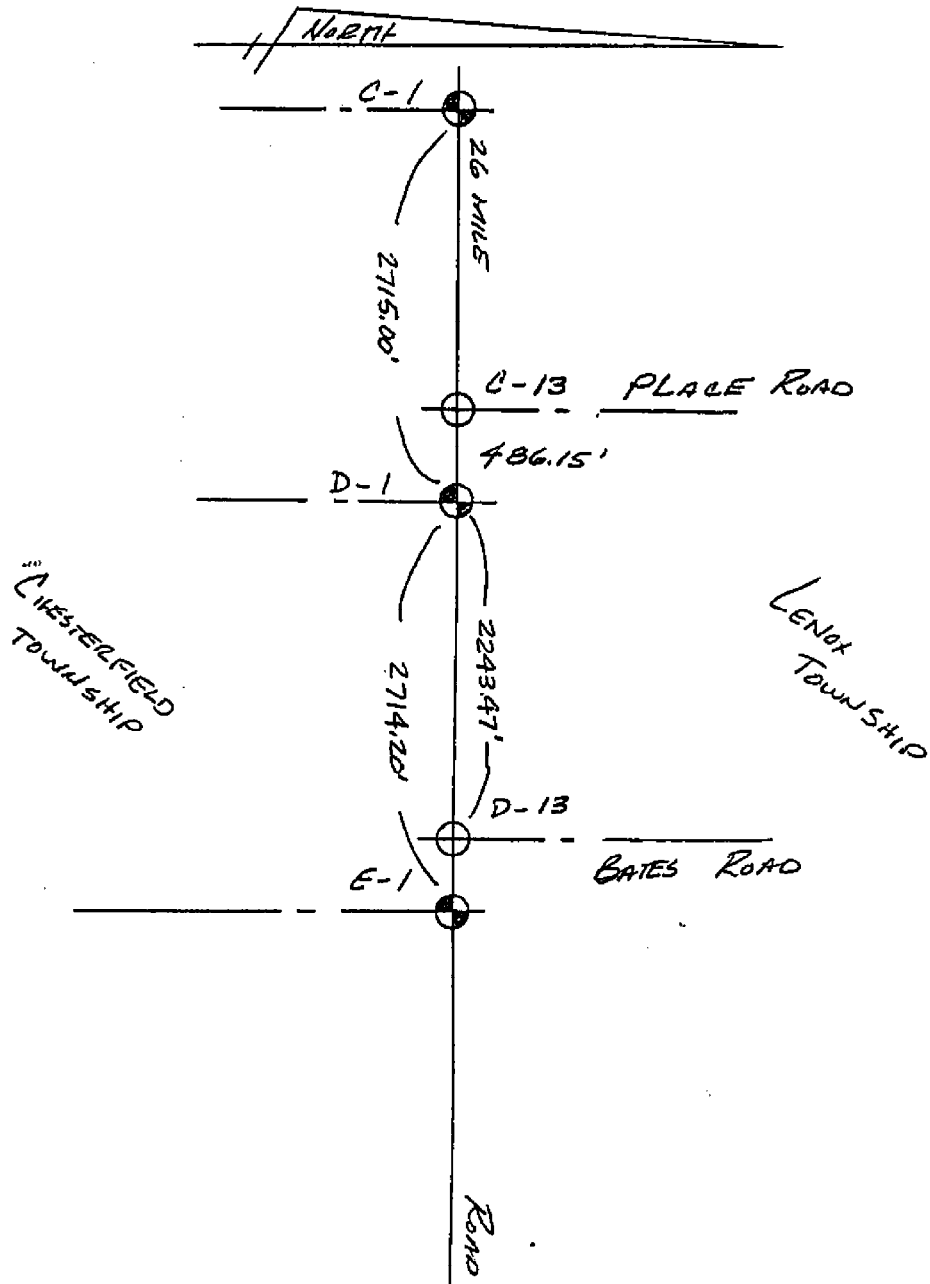 NORTH
C-1
26 MILE
2715.00'
C-13 PLACE ROAD
486.15'
D-1
CHESTERFIELD
TOWNSHIP
LENOX
TOWNSHIP
2714.20'
2243.47'
D-13
BATES ROAD
E-1
ROAD